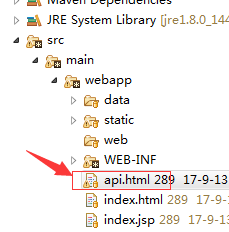 Maven Dependencies
JRE System Library [jre1.8.0_144
src
main
webapp
data
static
web
WEB-INF
api.html 289 17-9-13
index.html 289 17-9-
index.jsp 289 17-9-13